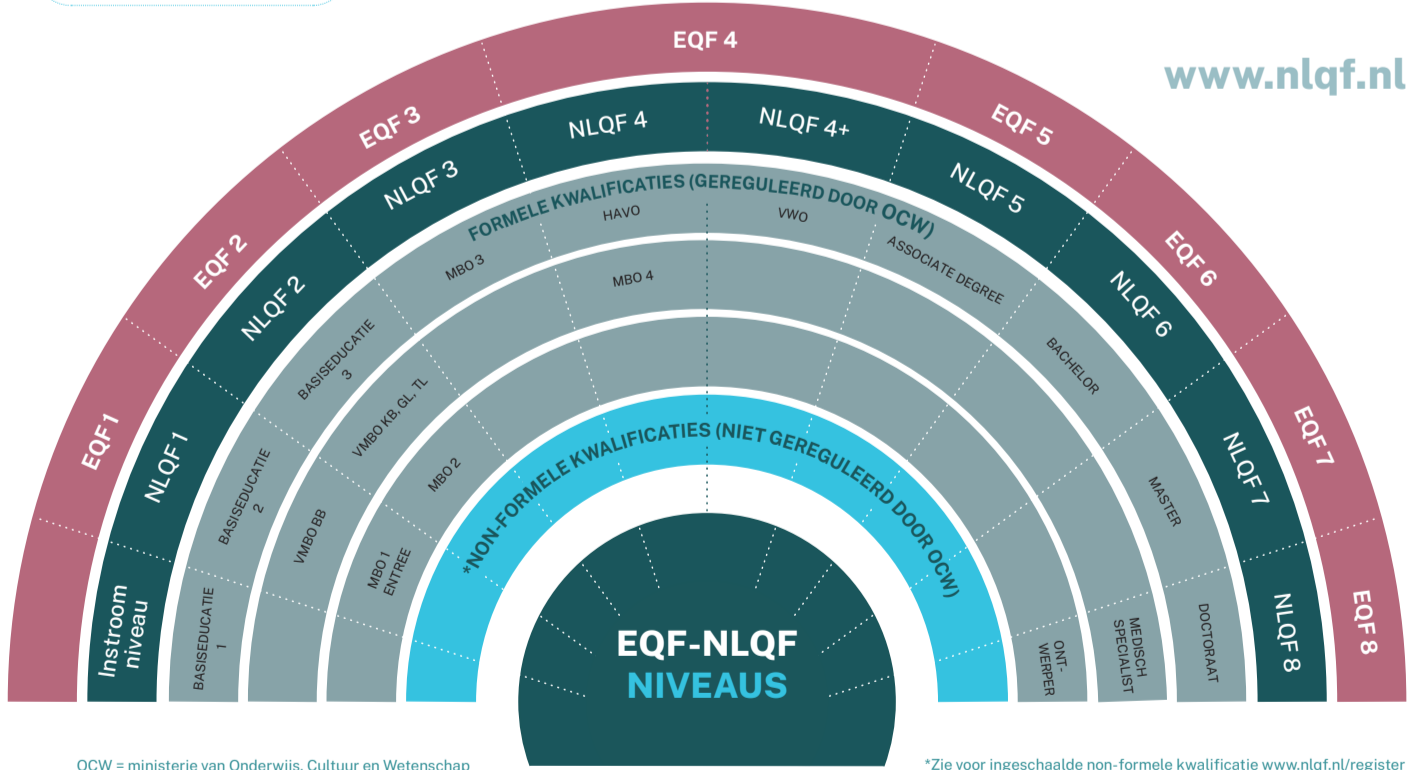 www.nlqf.nl
EQF 1
EQF 2
EQF 3
EQF 4
EQF 5
EQF 6
EQF 7
EQF 8
Instroom
niveau
NLQF 1
NLQF 2
NLQF 3
NLQF 4
NLQF 4+
NLQF 5
NLQF 6
NLQF 7
NLQF 8
FORMELE KWALIFICATIES (GEREGULEERD DOOR OCW)
BASISEDUCATIE
1
BASISEDUCATIE
2
BASISEDUCATIE
3
MBO 3
HAVO
VWO
ASSOCIATE DEGREE
BACHELOR
MASTER
DOCTORAAT
VMBO BB
VMBO KB, GL, TL
MBO 4
MEDISCH
SPECIALIST
MBO 1
ENTREE
MBO 2
ONT-
WERPER
*NON-FORMELE KWALIFICATIES (NIET GEREGULEERD DOOR OCW)
EQF-NLQF
NIVEAUS
OCW = ministerie van Onderwijs, Cultuur en Wetenschap
*Zie voor ingeschaalde non-formele kwalificatie www.nlqf.nl/register